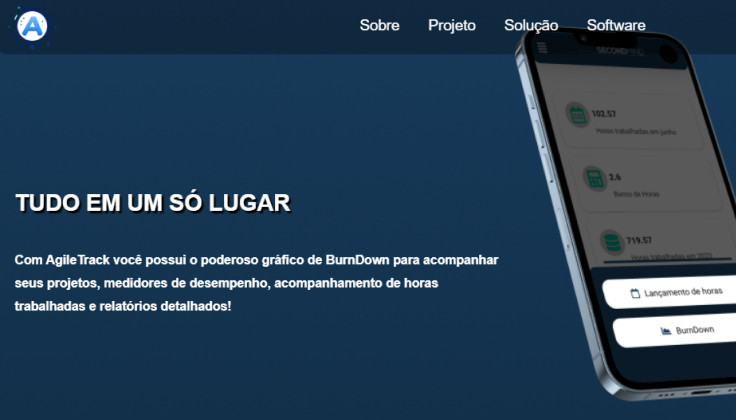 A
Sobre Projeto Solução Software
SECONDMIND
102.57
Horas trabalhadas em junho
2.6
Banco de Horas
719.57
Horas trabalhadas em 2023
Lançamento de horas
BurnDown
TUDO EM UM SÓ LUGAR
Com AgileTrack você possui o poderoso gráfico de BurnDown para acompanhar
seus projetos, medidores de desempenho, acompanhamento de horas
trabalhadas e relatórios detalhados!